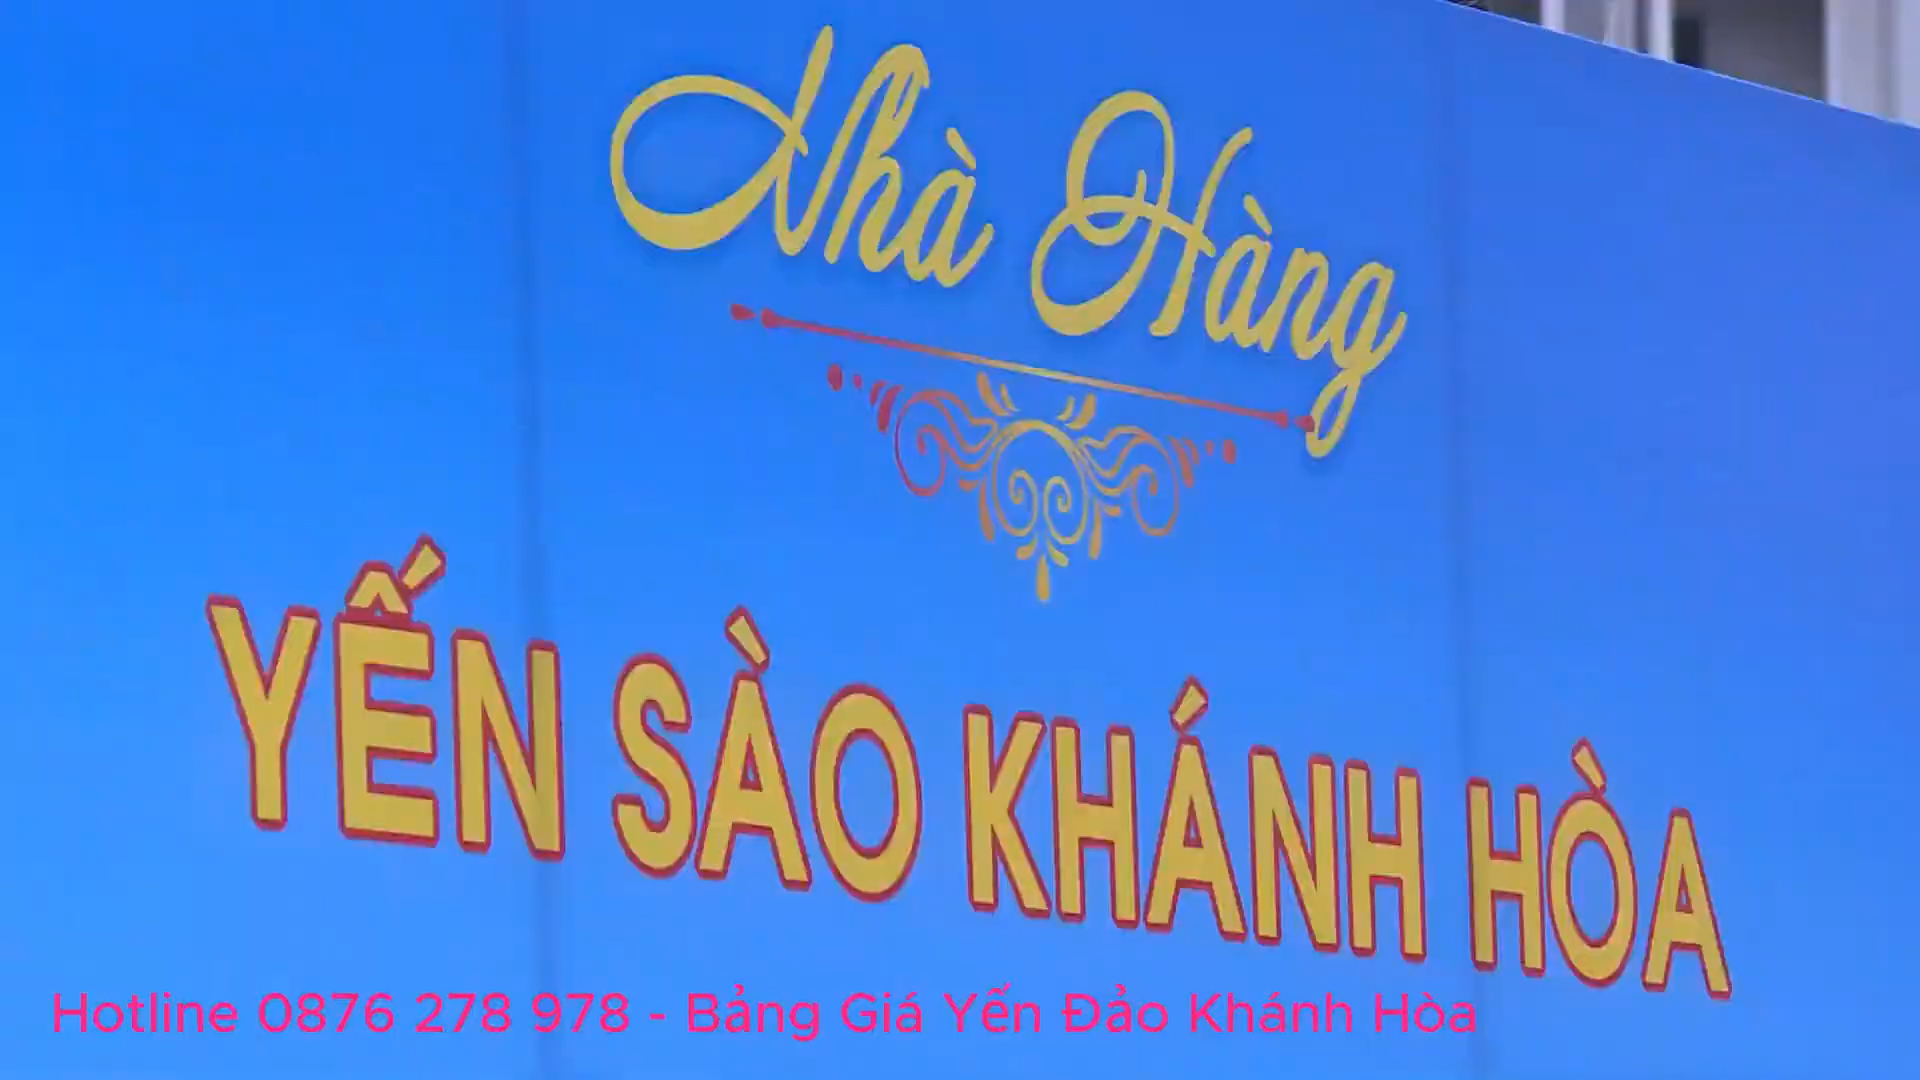 Nhà Hàng
YẾN SÀO KHÁNH HÒA
Hotline 0876 278 978 - Bảng Giá Yến Đảo Khánh Hòa